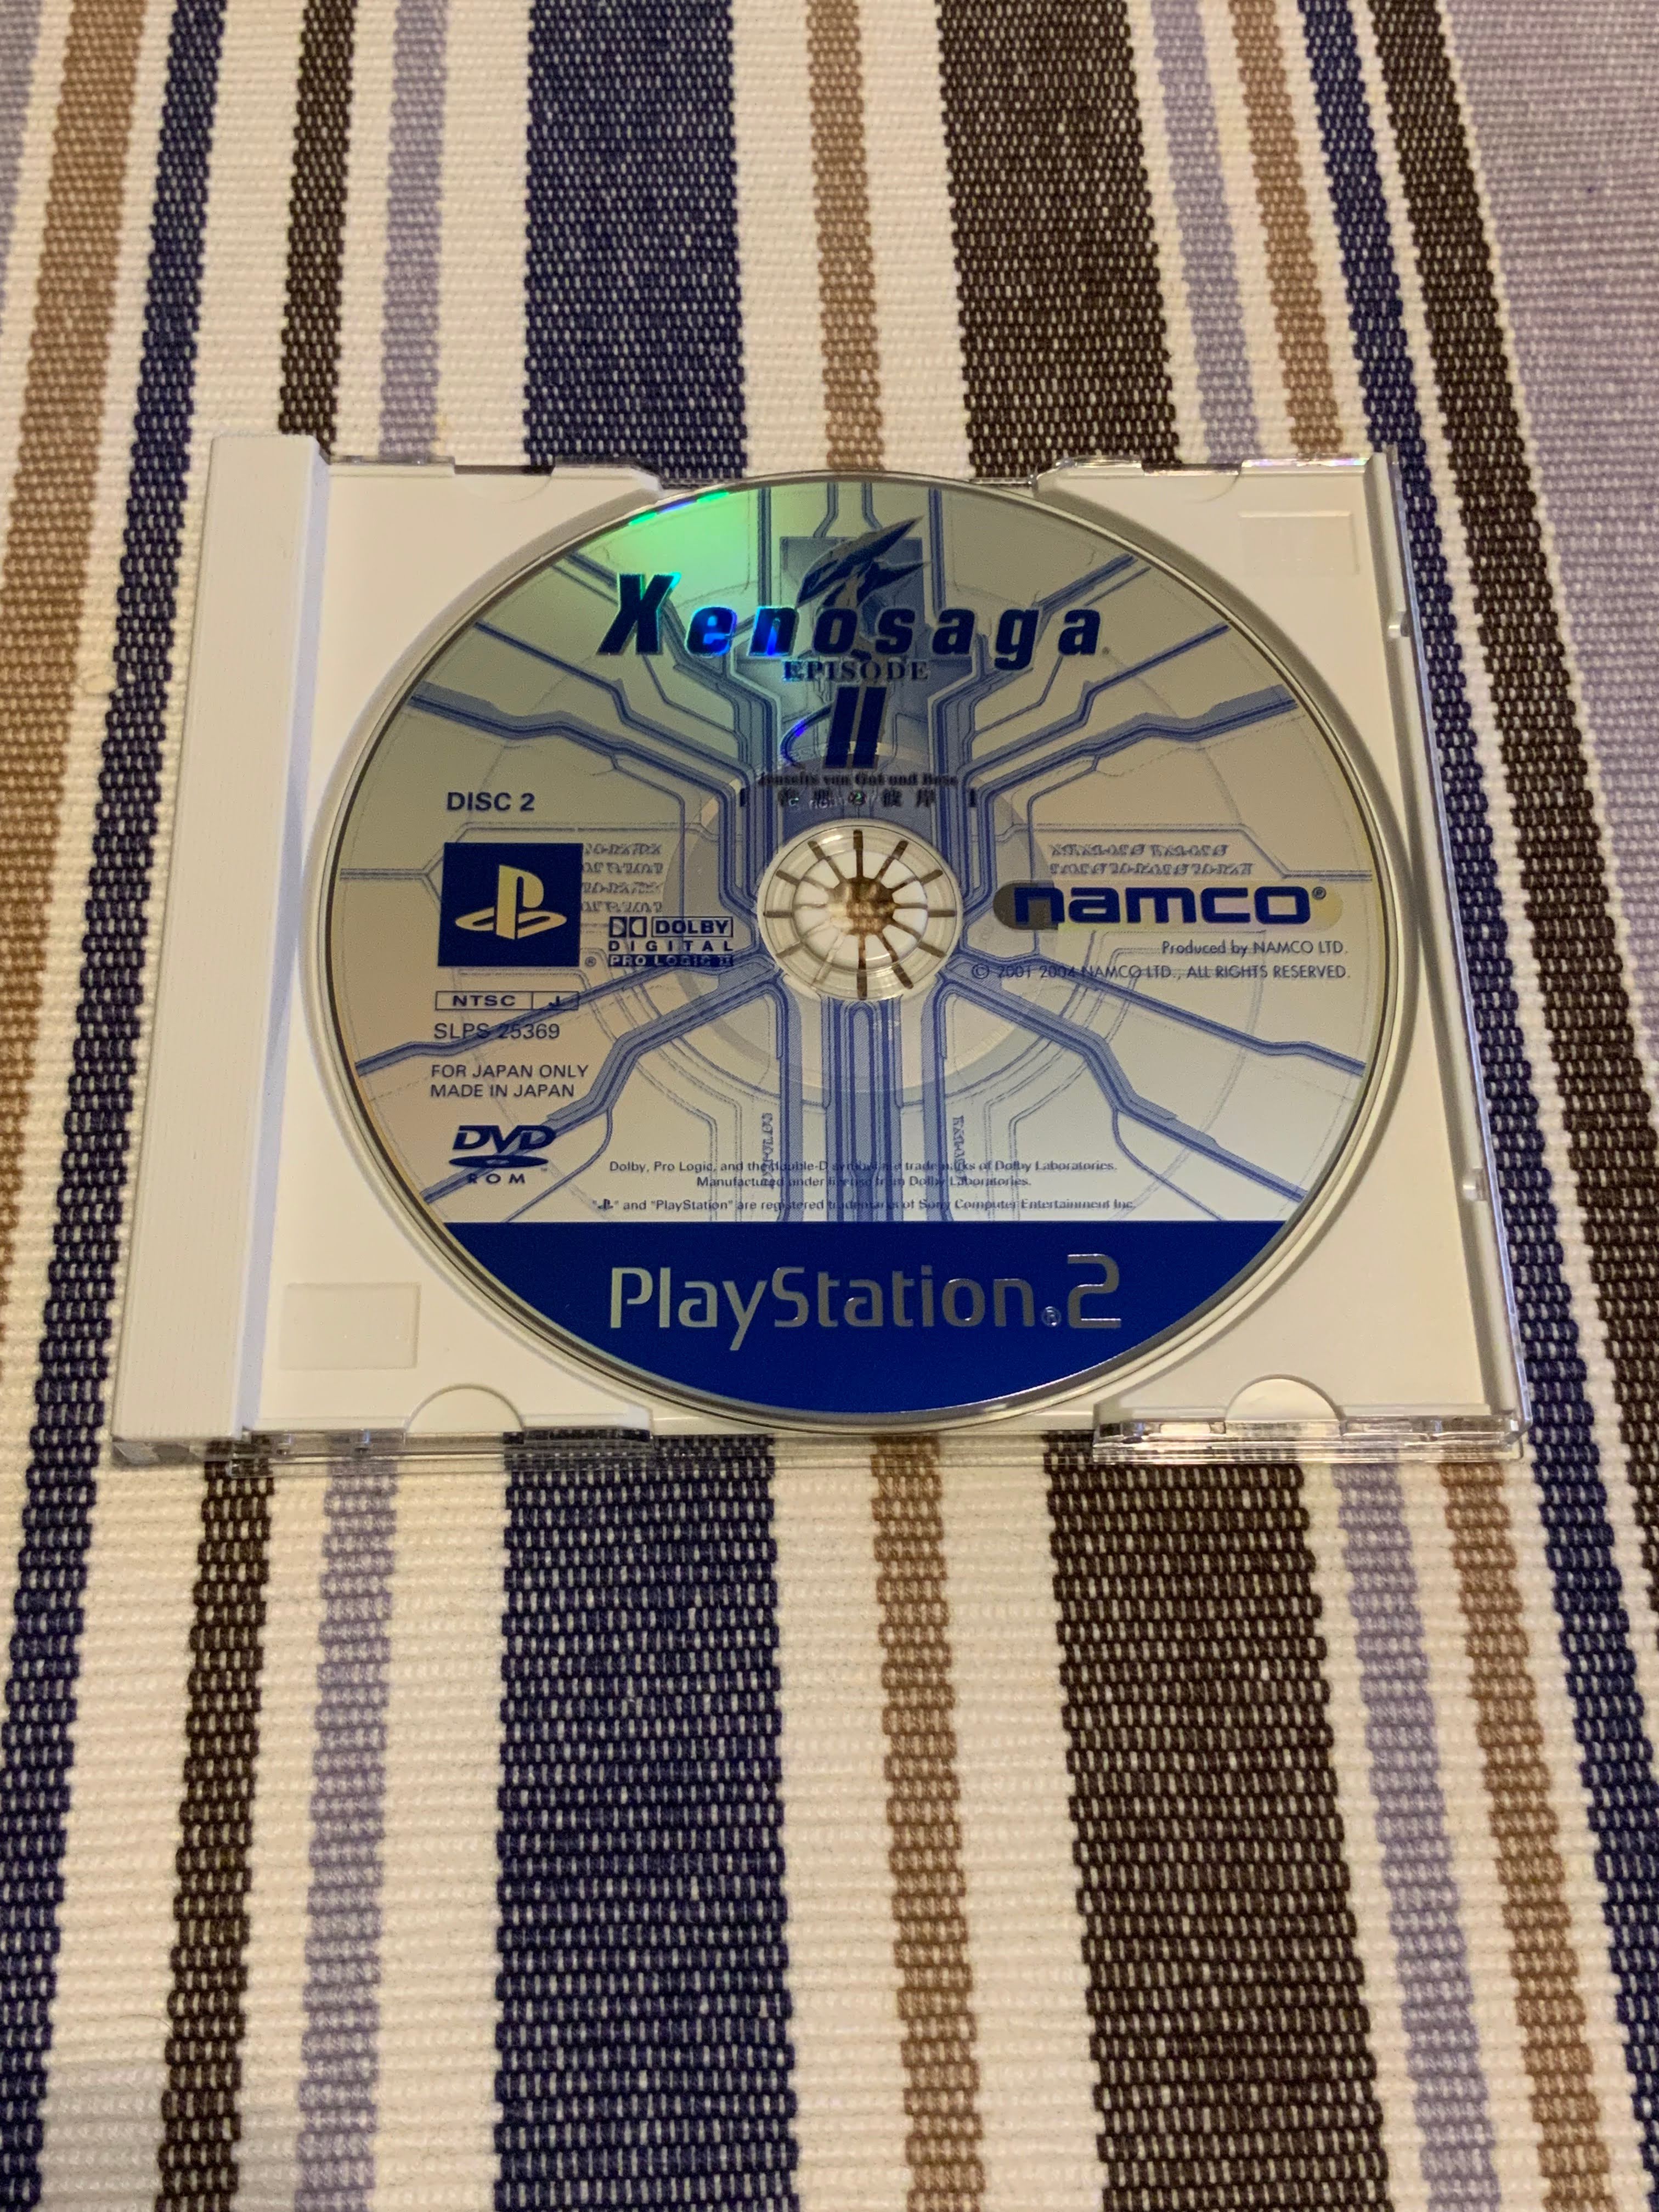 Xenosaga
EPISODE
II
Jenseits von Gut und Böse
[善悪の彼岸]
DISC 2
DOLBY
DIGITAL
PRO LOGIC II
namco®
Produced by NAMCO LTD.
© 2001 2004 NAMCO LTD., ALL RIGHTS RESERVED.
NTSC J
SLPS 25369
FOR JAPAN ONLY
MADE IN JAPAN
DVD
ROM
Dolby, Pro Logic, and the double-D symbol are trademarks of Dolby Laboratories.
Manufactured under license from Dolby Laboratories.
" " and "PlayStation" are registered trademarks of Sony Computer Entertainment Inc.
PlayStation®2